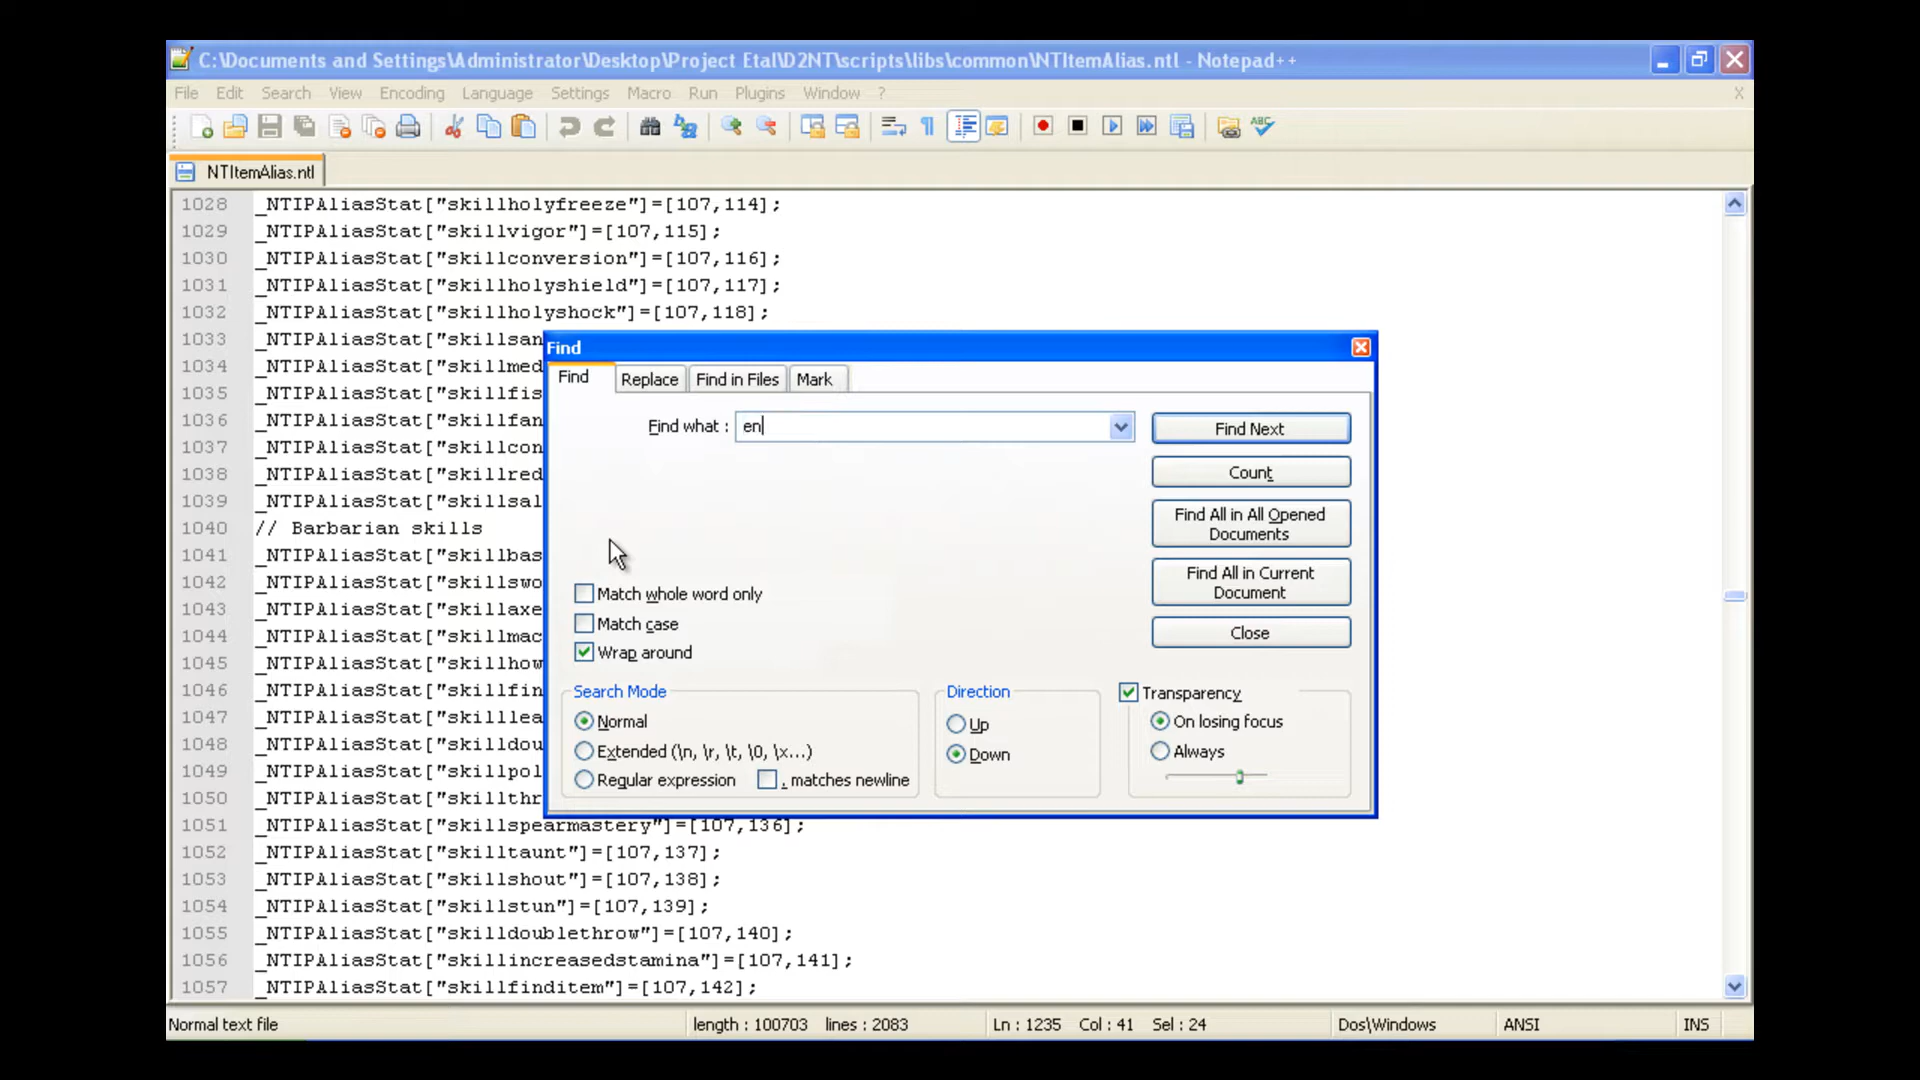 C:\Documents and Settings\Administrator\Desktop\Project Etal\D2NT\scripts\libs\common\NTItemAlias.ntl - Notepad++
File Edit Search View Encoding Language Settings Macro Run Plugins Window ? X
NTItemAlias.ntl
1028 _NTIPAliasStat["skillholyfreeze"]=[107,114];
1029 _NTIPAliasStat["skillvigor"]=[107,115];
1030 _NTIPAliasStat["skillconversion"]=[107,116];
1031 _NTIPAliasStat["skillholyshield"]=[107,117];
1032 _NTIPAliasStat["skillholyshock"]=[107,118];
1033 _NTIPAliasStat["skillsan
1034 _NTIPAliasStat["skillmed
1035 _NTIPAliasStat["skillfis
1036 _NTIPAliasStat["skillfan
1037 _NTIPAliasStat["skillcon
1038 _NTIPAliasStat["skillred
1039 _NTIPAliasStat["skillsal
1040 // Barbarian skills
1041 _NTIPAliasStat["skillbas
1042 _NTIPAliasStat["skillswo
1043 _NTIPAliasStat["skillaxe
1044 _NTIPAliasStat["skillmac
1045 _NTIPAliasStat["skillhow
1046 _NTIPAliasStat["skillfin
1047 _NTIPAliasStat["skilllea
1048 _NTIPAliasStat["skilldou
1049 _NTIPAliasStat["skillpol
1050 _NTIPAliasStat["skillthr
1051 _NTIPAliasStat["skillspearmastery"]=[107,136];
1052 _NTIPAliasStat["skilltaunt"]=[107,137];
1053 _NTIPAliasStat["skillshout"]=[107,138];
1054 _NTIPAliasStat["skillstun"]=[107,139];
1055 _NTIPAliasStat["skilldoublethrow"]=[107,140];
1056 _NTIPAliasStat["skillincreasedstamina"]=[107,141];
1057 _NTIPAliasStat["skillfinditem"]=[107,142];
Find
Find Replace Find in Files Mark
Find what : en
Find Next
Count
Find All in All Opened
Documents
Find All in Current
Document
Close
Match whole word only
Match case
Wrap around
Search Mode
Normal
Extended (\n, \r, \t, \0, \x...)
Regular expression . matches newline
Direction
Up
Down
Transparency
On losing focus
Always
Normal text file length : 100703 lines : 2083 Ln : 1235 Col : 41 Sel : 24 Dos\Windows ANSI INS